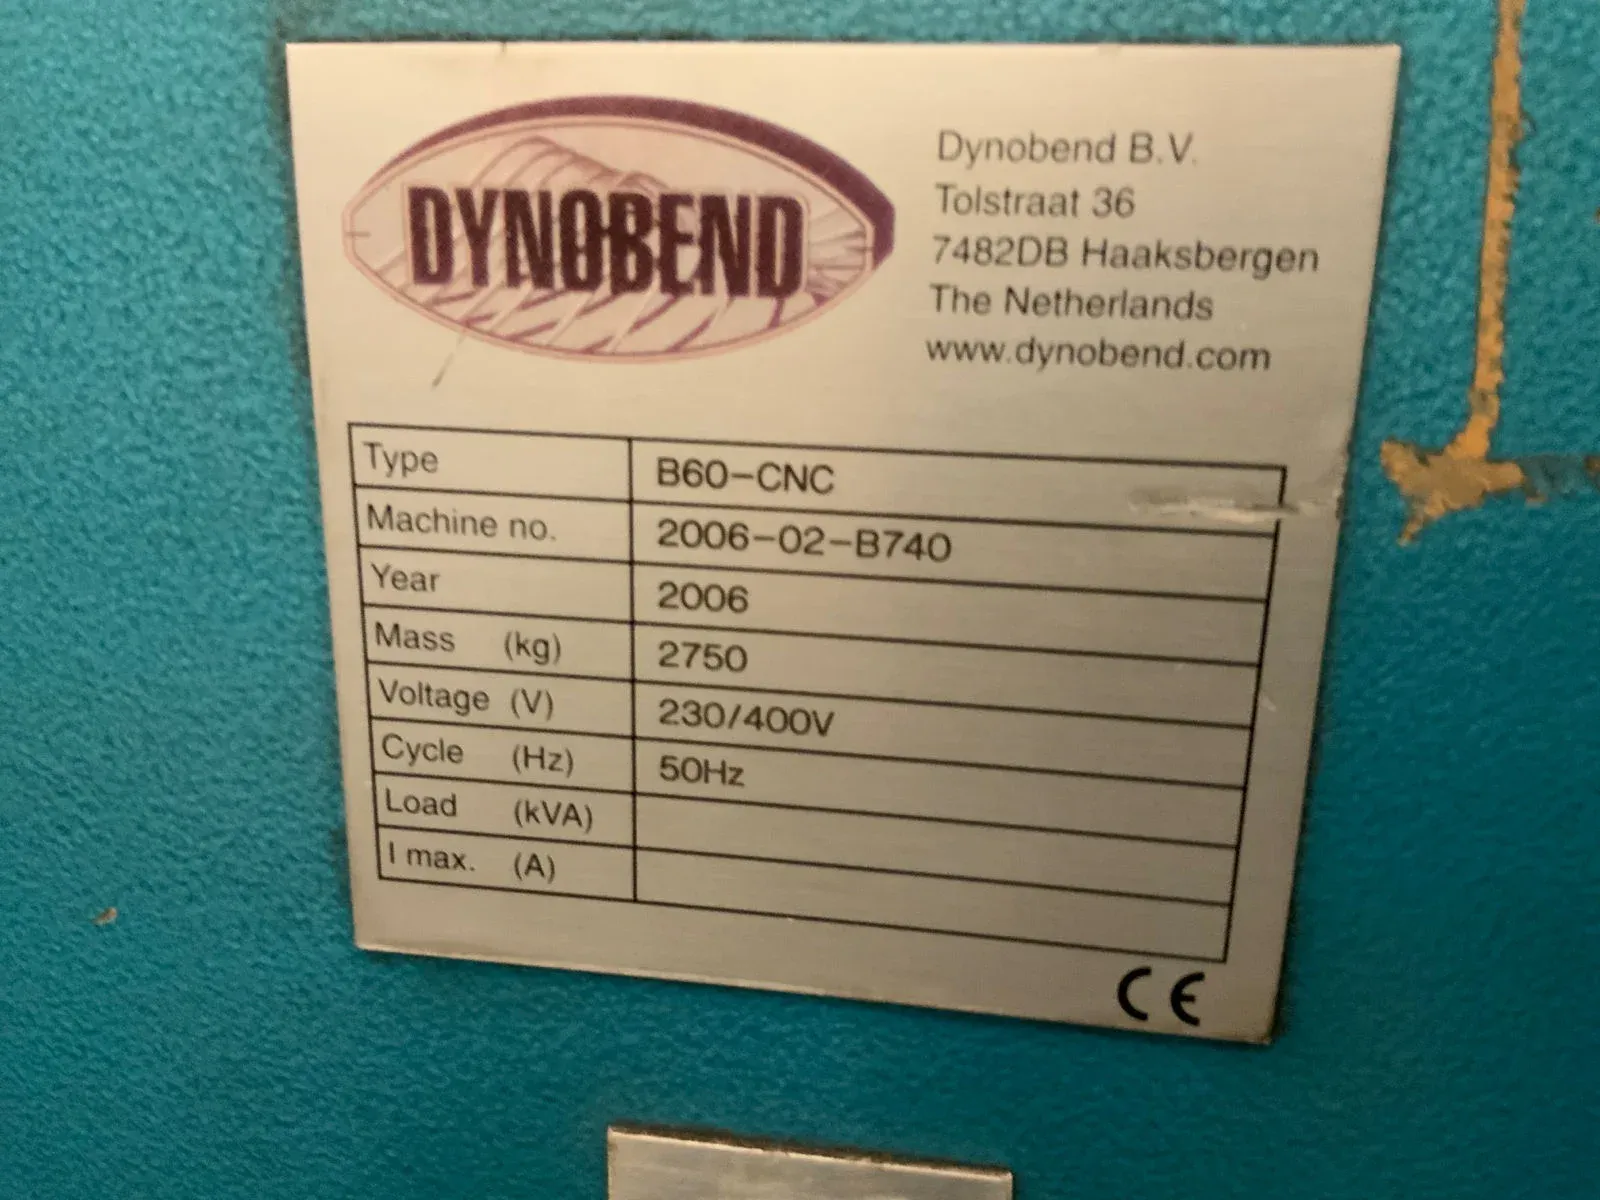 DYNOBEND
Dynobend B.V.
Tolstraat 36
7482DB Haaksbergen
The Netherlands
www.dynobend.com
Type B60-CNC
Machine no. 2006-02-B740
Year 2006
Mass (kg) 2750
Voltage (V) 230/400V
Cycle (Hz) 50Hz
Load (kVA)
I max. (A)
CE